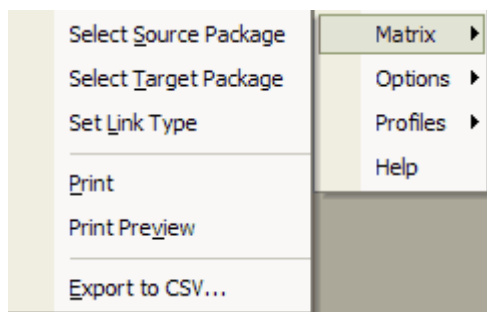 Select Source Package
Select Target Package
Set Link Type
Print
Print Preview
Export to CSV...
Matrix
Options
Profiles
Help